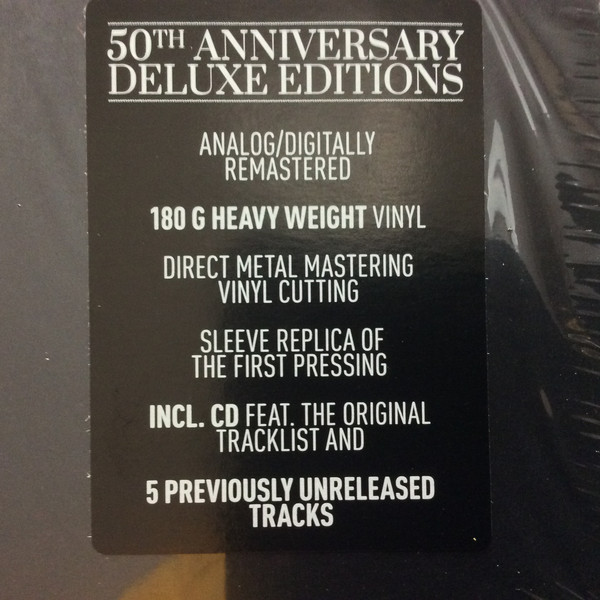 50TH ANNIVERSARY
DELUXE EDITIONS
ANALOG/DIGITALLY
REMASTERED
180 G HEAVY WEIGHT VINYL
DIRECT METAL MASTERING
VINYL CUTTING
SLEEVE REPLICA OF
THE FIRST PRESSING
INCL. CD FEAT. THE ORIGINAL
TRACKLIST AND
5 PREVIOUSLY UNRELEASED
TRACKS